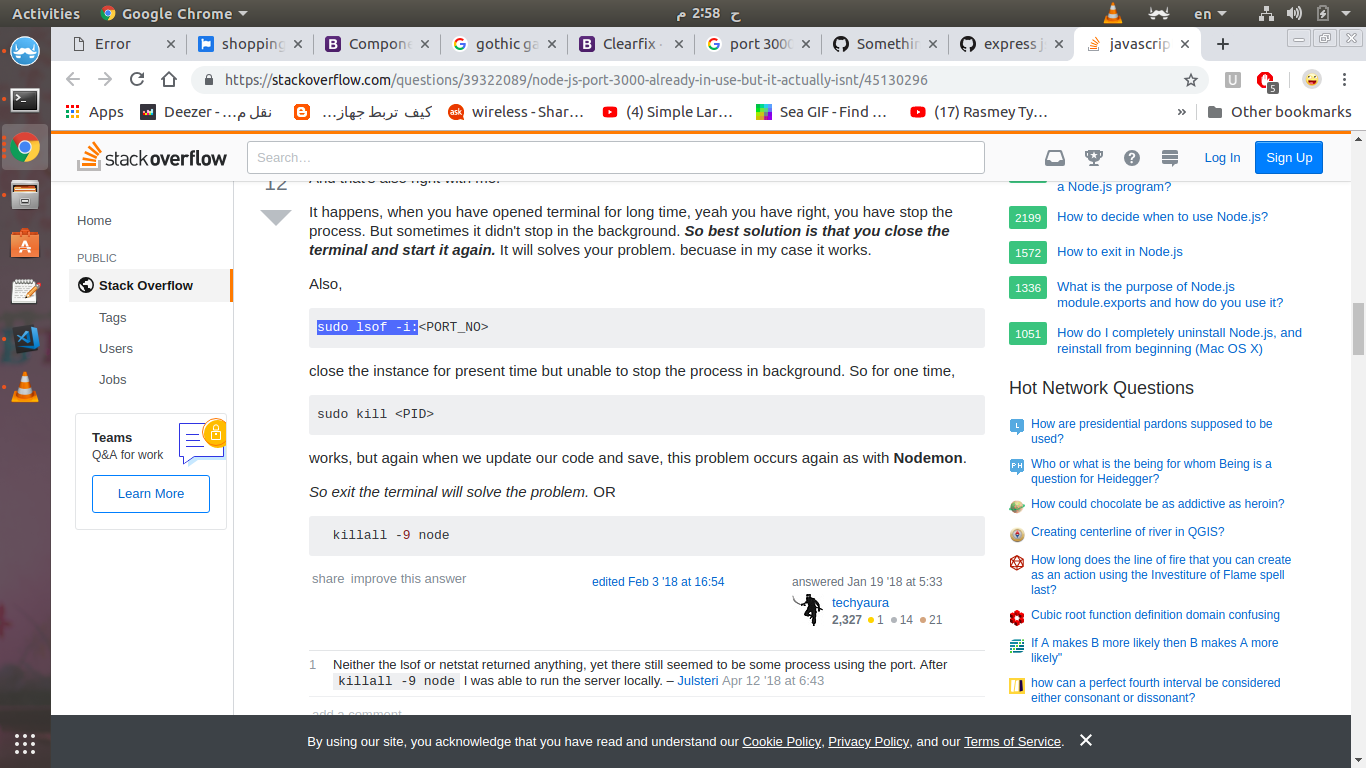 Activities
Google Chrome
ح 2:58 م
en
Error
shopping
Compone
gothic ga
Clearfix -
port 3000
Somethin
express j
javascrip
https://stackoverflow.com/questions/39322089/node-js-port-3000-already-in-use-but-it-actually-isnt/45130296
U
5
Apps
Deezer - ...نقل م
كيف تربط جهاز...
ask
wireless - Shar...
(4) Simple Lar...
Sea GIF - Find ...
(17) Rasmey Ty...
»
Other bookmarks
stackoverflow
Search…
Log In
Sign Up
Home
PUBLIC
Stack Overflow
Tags
Users
Jobs
Teams
Q&A for work
Learn More
12
And that's also right with me.
It happens, when you have opened terminal for long time, yeah you have right, you have stop the
process. But sometimes it didn't stop in the background. So best solution is that you close the
terminal and start it again. It will solves your problem. becuase in my case it works.
Also,
sudo lsof -i:<PORT_NO>
close the instance for present time but unable to stop the process in background. So for one time,
sudo kill <PID>
works, but again when we update our code and save, this problem occurs again as with Nodemon.
So exit the terminal will solve the problem. OR
killall -9 node
share improve this answer
edited Feb 3 '18 at 16:54
answered Jan 19 '18 at 5:33
techyaura
2,327 1 14 21
1
Neither the lsof or netstat returned anything, yet there still seemed to be some process using the port. After
killall -9 node I was able to run the server locally. – Julsteri Apr 12 '18 at 6:43
add a comment
a Node.js program?
2199 How to decide when to use Node.js?
1572 How to exit in Node.js
1336 What is the purpose of Node.js
module.exports and how do you use it?
1051 How do I completely uninstall Node.js, and
reinstall from beginning (Mac OS X)
Hot Network Questions
How are presidential pardons supposed to be
used?
Who or what is the being for whom Being is a
question for Heidegger?
How could chocolate be as addictive as heroin?
Creating centerline of river in QGIS?
How long does the line of fire that you can create
as an action using the Investiture of Flame spell
last?
Cubic root function definition domain confusing
If A makes B more likely then B makes A more
likely"
how can a perfect fourth interval be considered
either consonant or dissonant?
By using our site, you acknowledge that you have read and understand our Cookie Policy, Privacy Policy, and our Terms of Service.